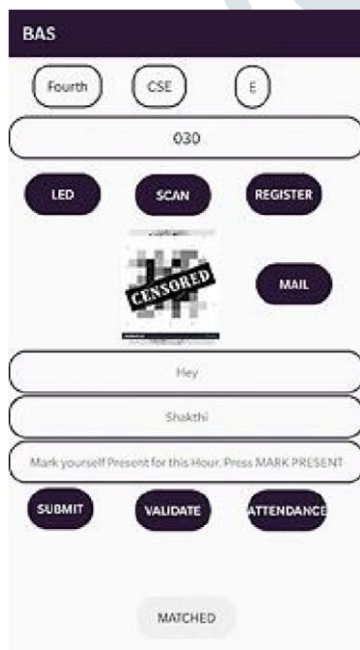 BAS
Fourth CSE E
030
LED SCAN REGISTER
CENSORED
MAIL
Hey
Shakthi
Mark yourself Present for this Hour. Press MARK PRESENT
SUBMIT VALIDATE ATTENDANCE
MATCHED